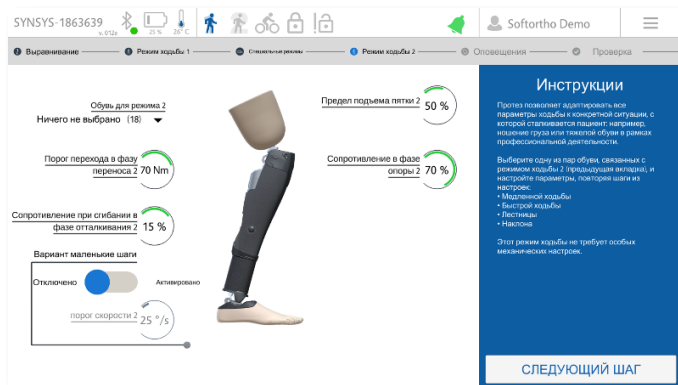 SYNSYS-1863639
v. 012a
25 %
26° C
Softortho Demo
Выравнивание
Режим ходьбы 1
Специальные режимы
Режим ходьбы 2
Оповещения
Проверка
Обувь для режима 2
Ничего не выбрано (18)
Порог перехода в фазу
переноса 2 70 Nm
Сопротивление при сгибании в
фазе отталкивания 2 15 %
Вариант маленькие шаги
Отключено
Активировано
порог скорости 2 25 °/s
Предел подъема пятки 2 50 %
Сопротивление в фазе
опоры 2 70 %
Инструкции
Протез позволяет адаптировать все
параметры ходьбы к конкретной ситуации, с
которой сталкивается пациент: например,
ношение груза или тяжелой обуви в рамках
профессиональной деятельности.
Выберите одну из пар обуви, связанных с
режимом ходьбы 2 (предыдущая вкладка), и
настройте параметры, повторяя шаги из
настроек:
• Медленной ходьбы
• Быстрой ходьбы
• Лестницы
• Наклона
Этот режим ходьбы не требует особых
механических настроек.
СЛЕДУЮЩИЙ ШАГ